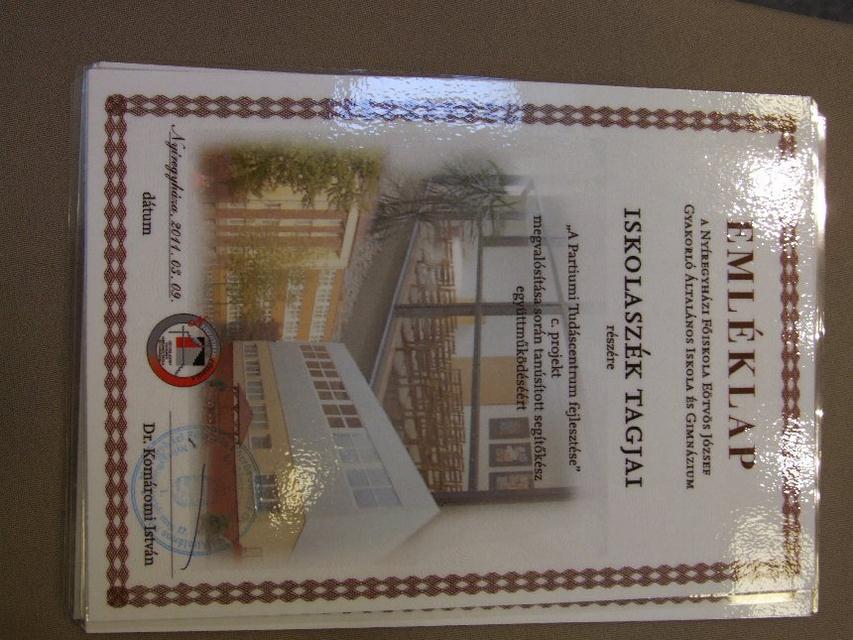 EMLÉKLAP
A NYÍREGYHÁZI FŐISKOLA EÖTVÖS JÓZSEF
GYAKORLÓ ÁLTALÁNOS ISKOLA ÉS GIMNÁZIUM
ISKOLASZÉK TAGJAI
részére
„A Partiumi Tudáscentrum fejlesztése”
c. projekt
megvalósítása során tanúsított segítőkész
együttműködéséért
Nyíregyháza, 2011. 03. 09.
dátum
Dr. Komáromi István